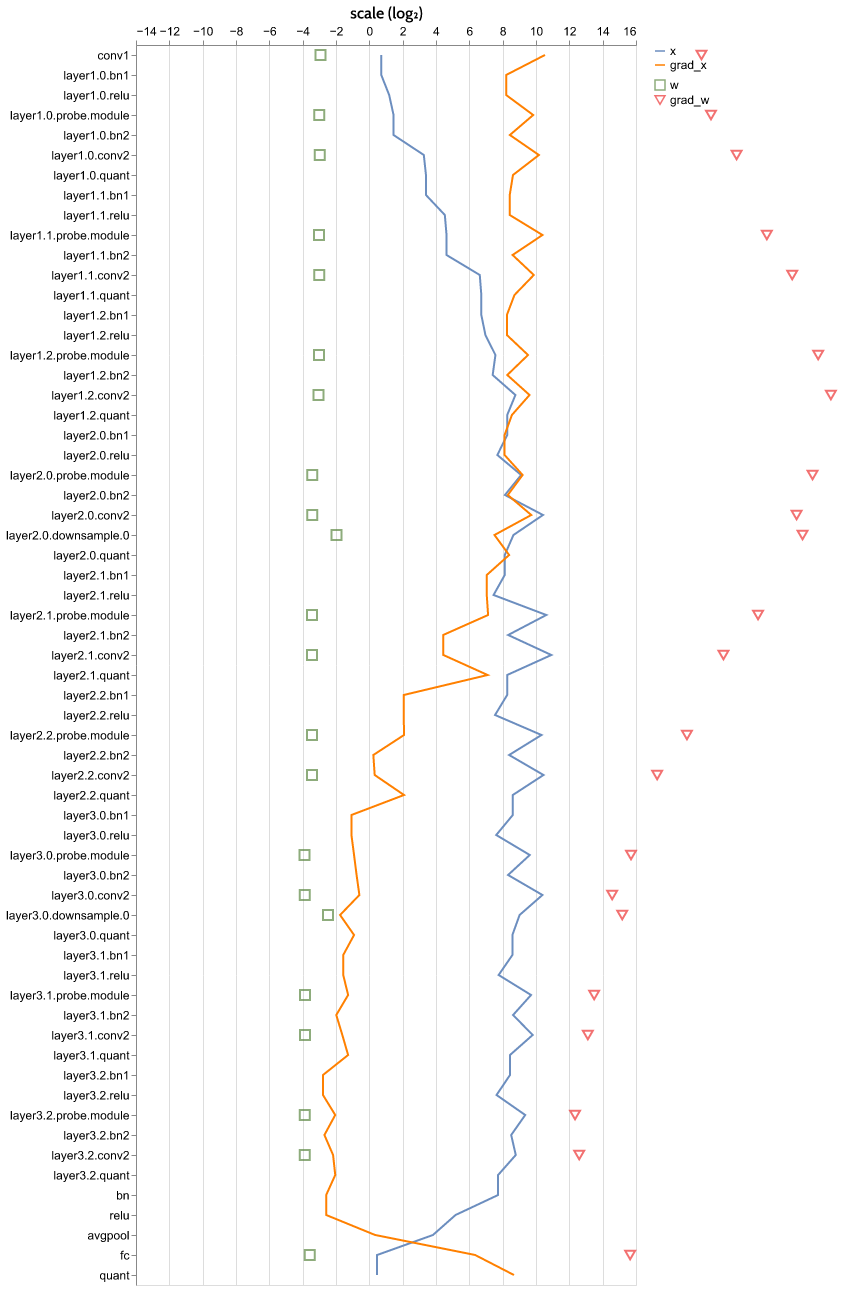 scale (log₂)
−14 −12 −10 −8 −6 −4 −2 0 2 4 6 8 10 12 14 16
x
grad_x
w
grad_w
conv1
layer1.0.bn1
layer1.0.relu
layer1.0.probe.module
layer1.0.bn2
layer1.0.conv2
layer1.0.quant
layer1.1.bn1
layer1.1.relu
layer1.1.probe.module
layer1.1.bn2
layer1.1.conv2
layer1.1.quant
layer1.2.bn1
layer1.2.relu
layer1.2.probe.module
layer1.2.bn2
layer1.2.conv2
layer1.2.quant
layer2.0.bn1
layer2.0.relu
layer2.0.probe.module
layer2.0.bn2
layer2.0.conv2
layer2.0.downsample.0
layer2.0.quant
layer2.1.bn1
layer2.1.relu
layer2.1.probe.module
layer2.1.bn2
layer2.1.conv2
layer2.1.quant
layer2.2.bn1
layer2.2.relu
layer2.2.probe.module
layer2.2.bn2
layer2.2.conv2
layer2.2.quant
layer3.0.bn1
layer3.0.relu
layer3.0.probe.module
layer3.0.bn2
layer3.0.conv2
layer3.0.downsample.0
layer3.0.quant
layer3.1.bn1
layer3.1.relu
layer3.1.probe.module
layer3.1.bn2
layer3.1.conv2
layer3.1.quant
layer3.2.bn1
layer3.2.relu
layer3.2.probe.module
layer3.2.bn2
layer3.2.conv2
layer3.2.quant
bn
relu
avgpool
fc
quant